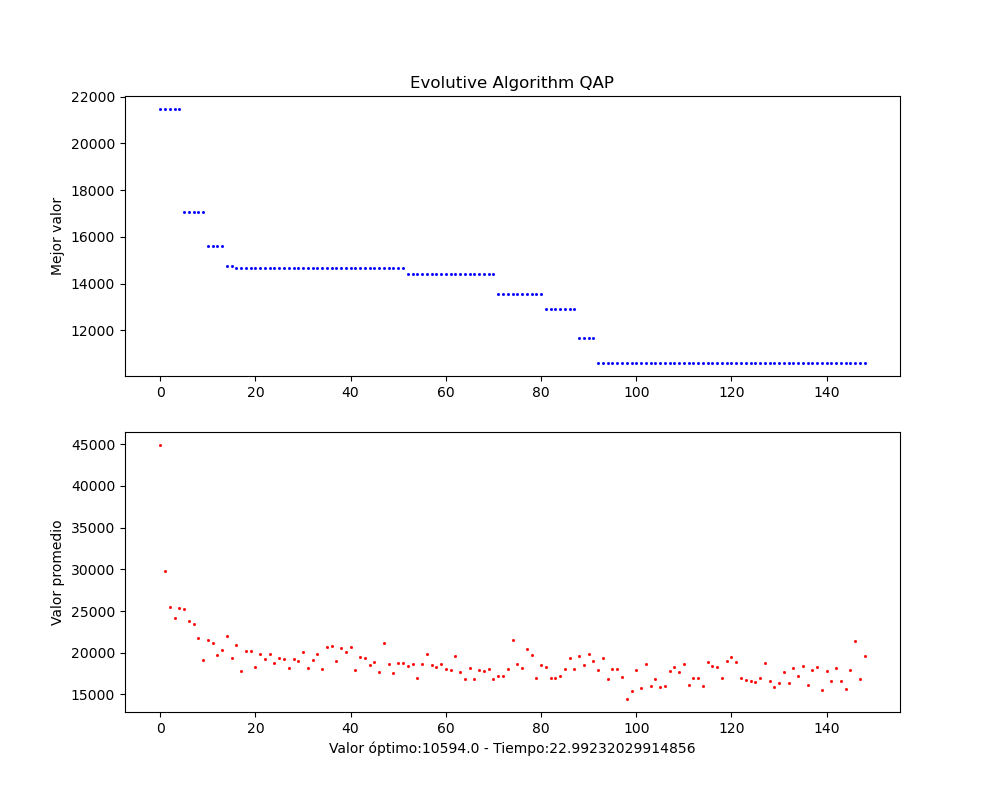 Evolutive Algorithm QAP
Mejor valor
22000
20000
18000
16000
14000
12000
0 20 40 60 80 100 120 140
Valor promedio
45000
40000
35000
30000
25000
20000
15000
0 20 40 60 80 100 120 140
Valor óptimo:10594.0 - Tiempo:22.99232029914856